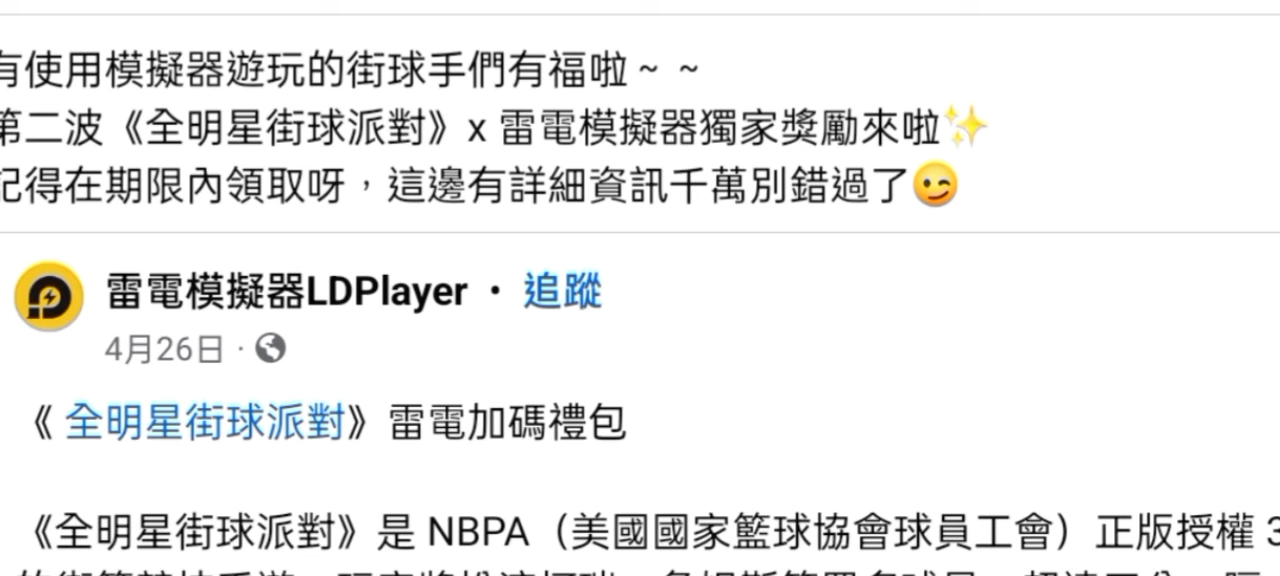 有使用模擬器遊玩的街球手們有福啦～～
第二波《全明星街球派對》x 雷電模擬器獨家獎勵來啦✨
記得在期限內領取呀，這邊有詳細資訊千萬別錯過了😉
雷電模擬器LDPlayer · 追蹤
4月26日 ·
《 全明星街球派對》雷電加碼禮包
《全明星街球派對》是 NBPA（美國國家籃球協會球員工會）正版授權 3